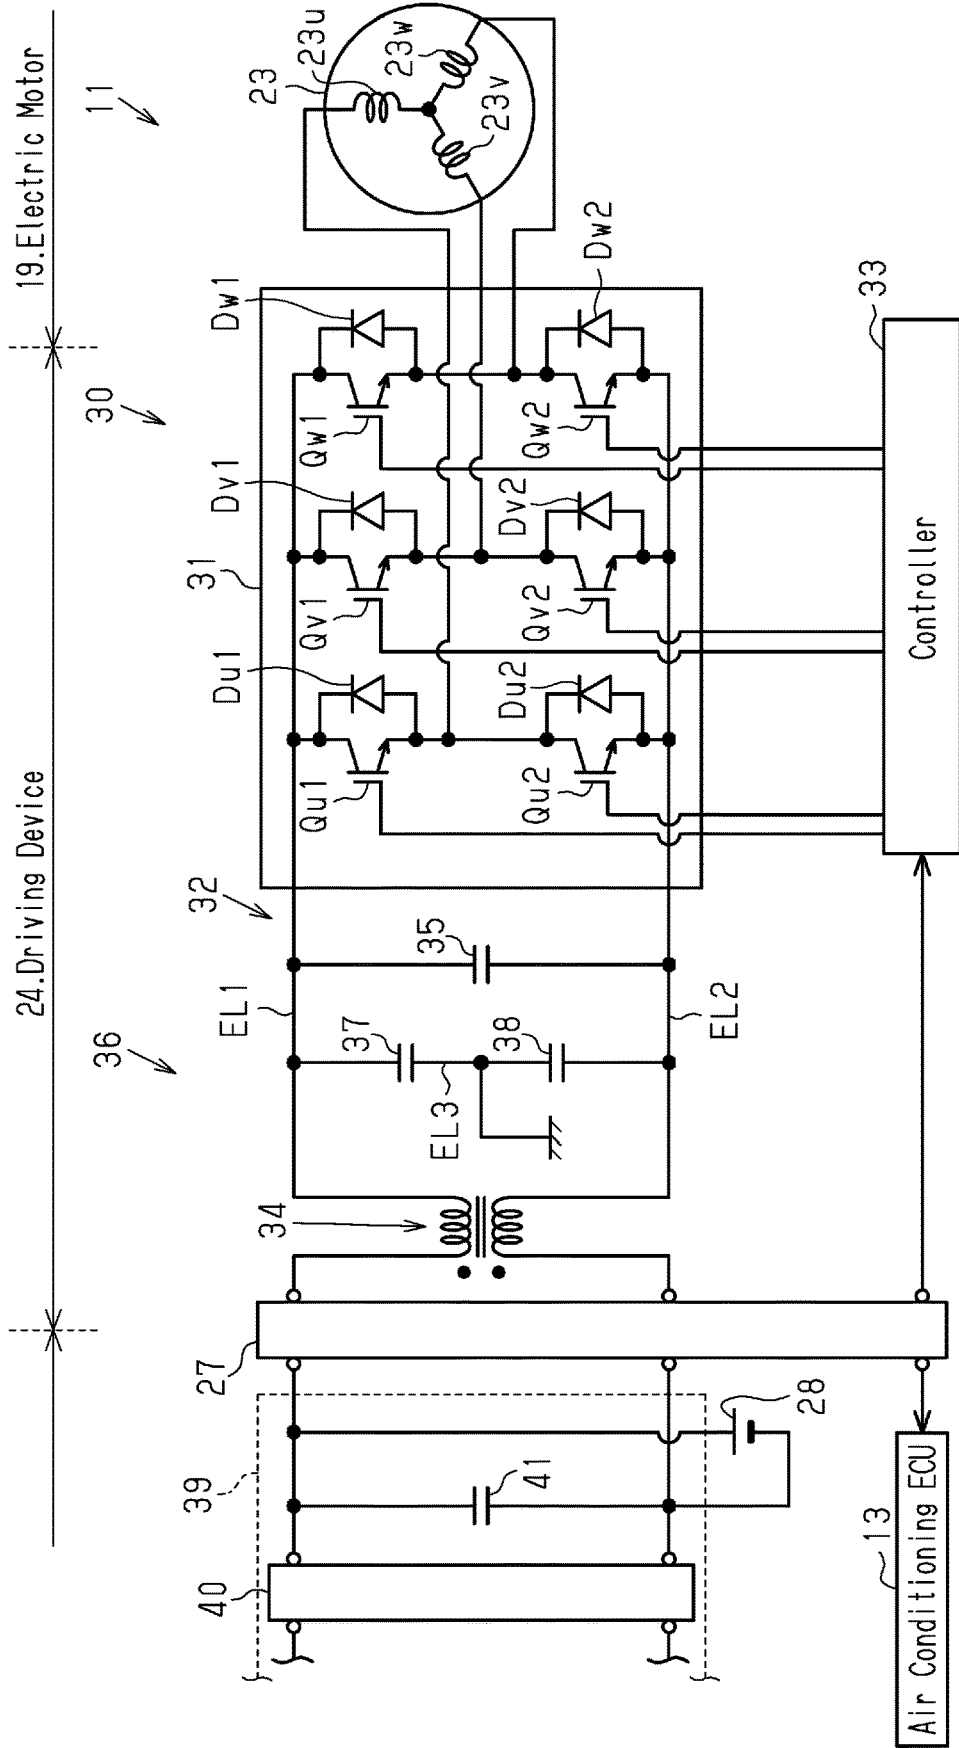 24.Driving Device
19.Electric Motor
36
30
11
32
31
39
40
27
34
EL1
EL2
EL3
37
38
35
41
28
Du1
Dv1
Dw1
Qu1
Qv1
Qw1
Du2
Dv2
Dw2
Qu2
Qv2
Qw2
23
23u
23w
23v
13
Air Conditioning ECU
33
Controller